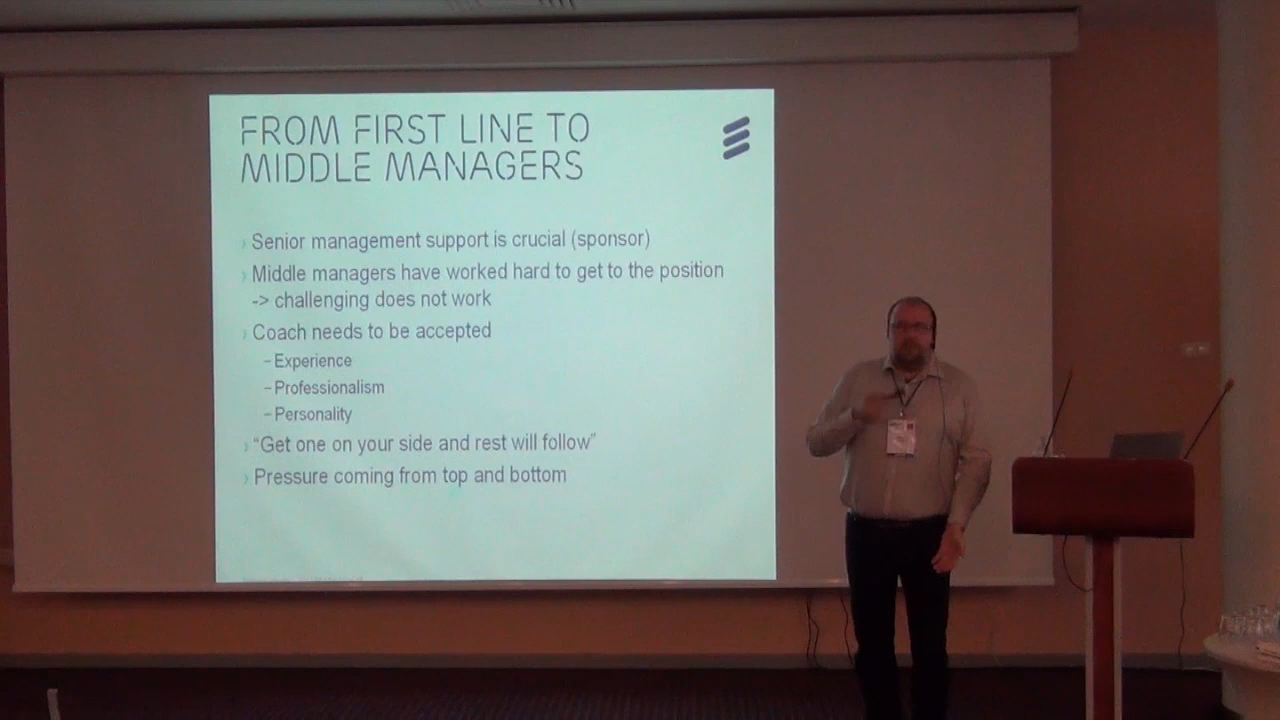 FROM FIRST LINE TO
MIDDLE MANAGERS
› Senior management support is crucial (sponsor)
› Middle managers have worked hard to get to the position
-> challenging does not work
› Coach needs to be accepted
– Experience
– Professionalism
– Personality
› “Get one on your side and rest will follow”
› Pressure coming from top and bottom